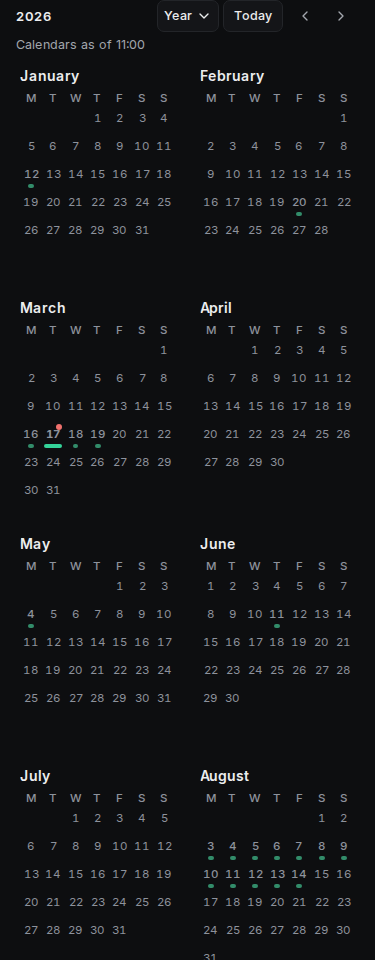 2026 Year Today
Calendars as of 11:00
January
M T W T F S S
1 2 3 4
5 6 7 8 9 10 11
12 13 14 15 16 17 18
19 20 21 22 23 24 25
26 27 28 29 30 31
February
M T W T F S S
1
2 3 4 5 6 7 8
9 10 11 12 13 14 15
16 17 18 19 20 21 22
23 24 25 26 27 28
March
M T W T F S S
1
2 3 4 5 6 7 8
9 10 11 12 13 14 15
16 17 18 19 20 21 22
23 24 25 26 27 28 29
30 31
April
M T W T F S S
1 2 3 4 5
6 7 8 9 10 11 12
13 14 15 16 17 18 19
20 21 22 23 24 25 26
27 28 29 30
May
M T W T F S S
1 2 3
4 5 6 7 8 9 10
11 12 13 14 15 16 17
18 19 20 21 22 23 24
25 26 27 28 29 30 31
June
M T W T F S S
1 2 3 4 5 6 7
8 9 10 11 12 13 14
15 16 17 18 19 20 21
22 23 24 25 26 27 28
29 30
July
M T W T F S S
1 2 3 4 5
6 7 8 9 10 11 12
13 14 15 16 17 18 19
20 21 22 23 24 25 26
27 28 29 30 31
August
M T W T F S S
1 2
3 4 5 6 7 8 9
10 11 12 13 14 15 16
17 18 19 20 21 22 23
24 25 26 27 28 29 30
31